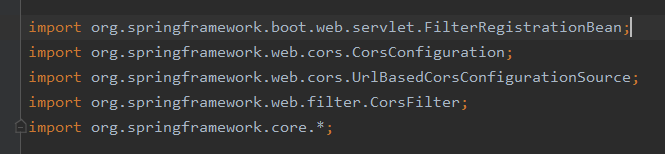 import org.springframework.boot.web.servlet.FilterRegistrationBean;
import org.springframework.web.cors.CorsConfiguration;
import org.springframework.web.cors.UrlBasedCorsConfigurationSource;
import org.springframework.web.filter.CorsFilter;
import org.springframework.core.*;